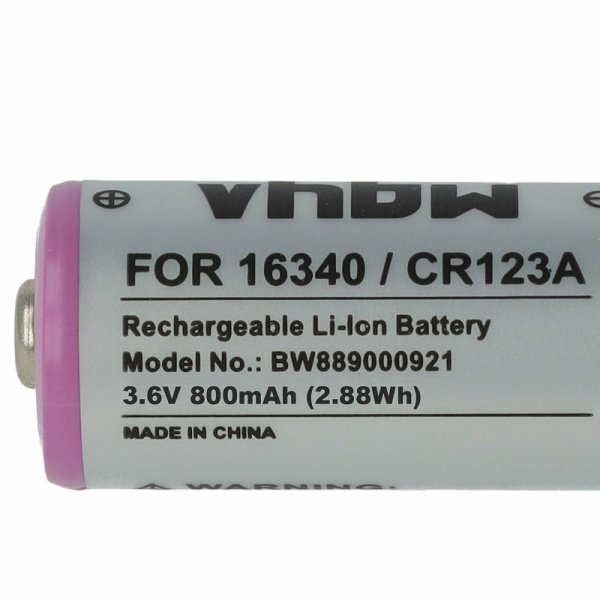 vhbw
FOR 16340 / CR123A
Rechargeable Li-Ion Battery
Model No.: BW889000921
3.6V 800mAh (2.88Wh)
MADE IN CHINA
WARNING: